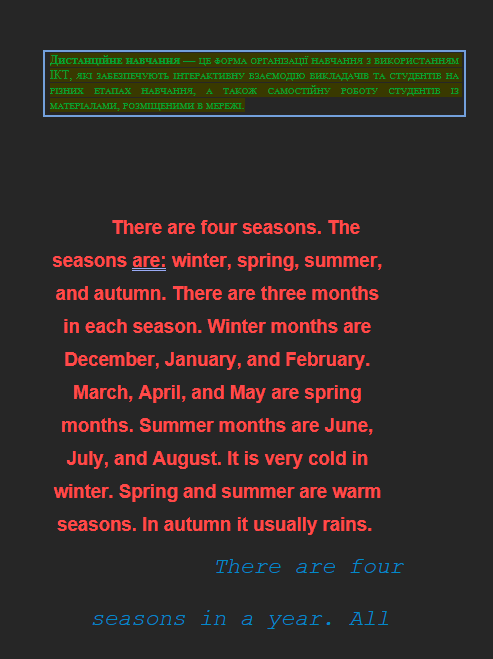 Дистанційне навчання — це форма організації навчання з використанням
ІКТ, які забезпечують інтерактивну взаємодію викладачів та студентів на
різних етапах навчання, а також самостійну роботу студентів із
матеріалами, розміщеними в мережі.
There are four seasons. The
seasons are: winter, spring, summer,
and autumn. There are three months
in each season. Winter months are
December, January, and February.
March, April, and May are spring
months. Summer months are June,
July, and August. It is very cold in
winter. Spring and summer are warm
seasons. In autumn it usually rains.
There are four
seasons in a year. All